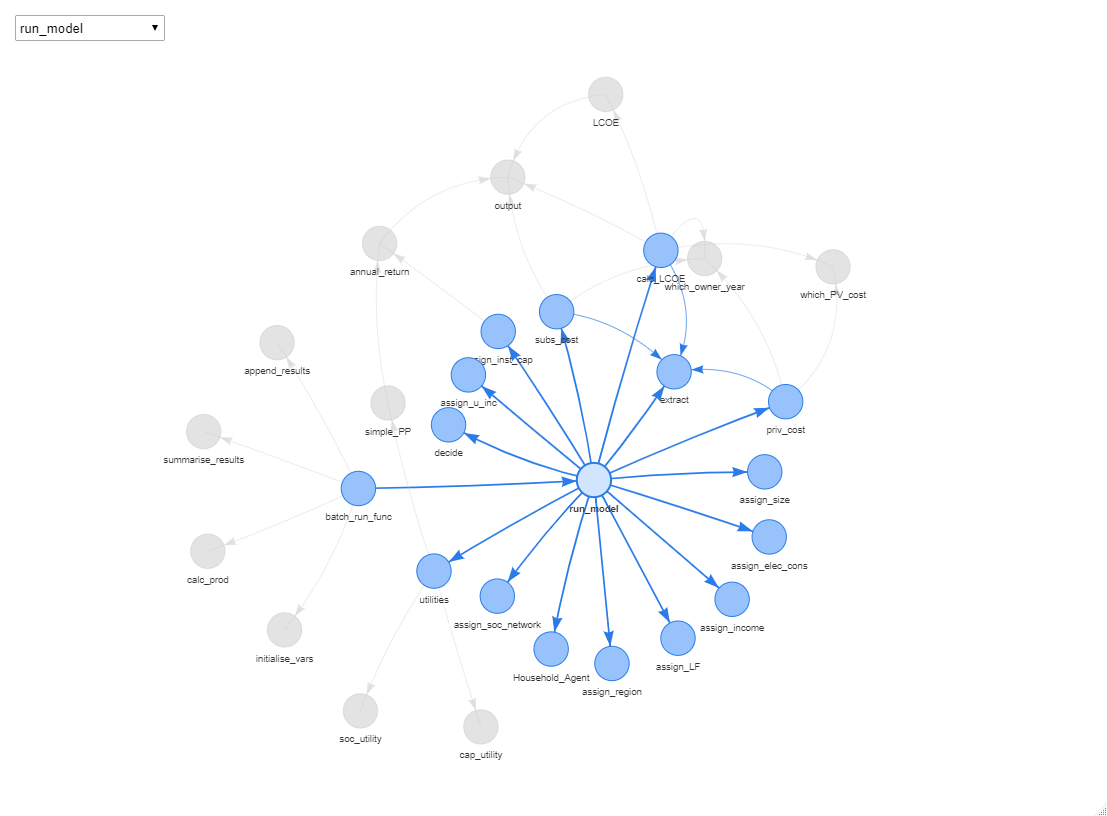 run_model
LCOE
output
annual_return
calc_LCOE
which_owner_year
which_PV_cost
subs_cost
sign_inst_cap
append_results
extract
assign_u_inc
simple_PP
priv_cost
decide
summarise_results
assign_size
run_model
batch_run_func
assign_elec_cons
calc_prod
utilities
assign_soc_network
assign_income
initialise_vars
assign_LF
Household_Agent
assign_region
soc_utility
cap_utility